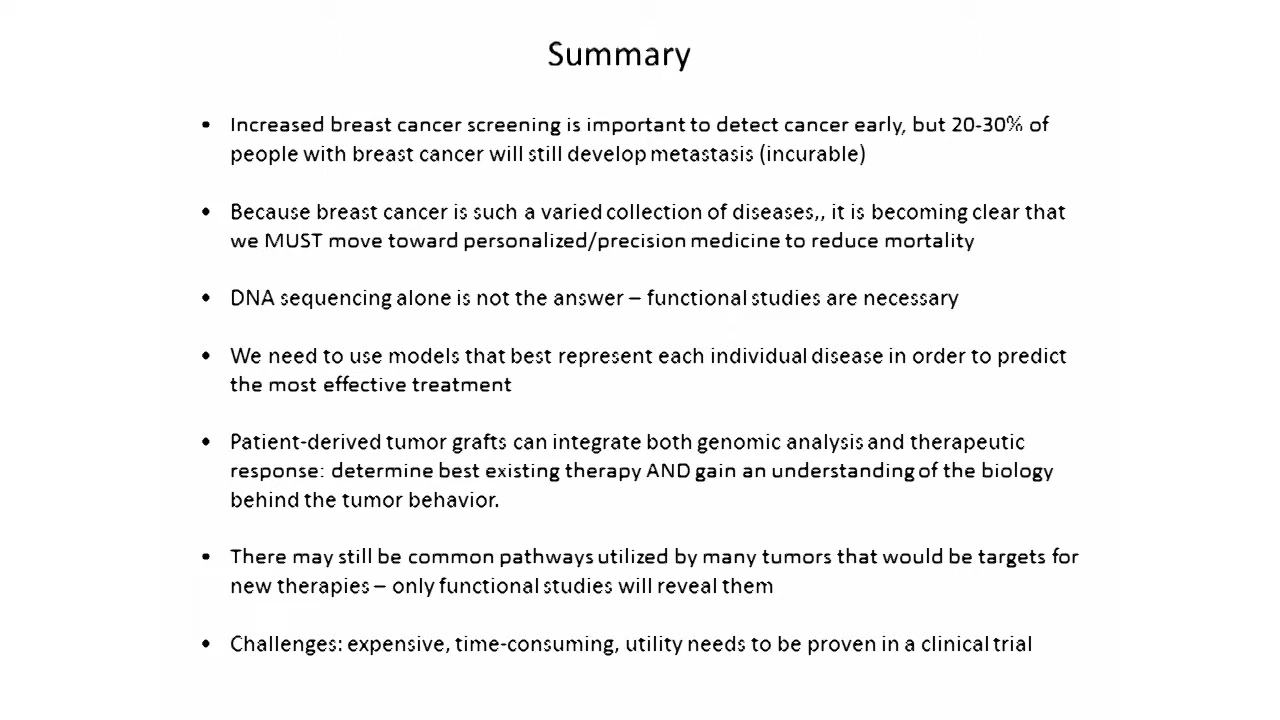 Summary
• Increased breast cancer screening is important to detect cancer early, but 20-30% of
people with breast cancer will still develop metastasis (incurable)
• Because breast cancer is such a varied collection of diseases,, it is becoming clear that
we MUST move toward personalized/precision medicine to reduce mortality
• DNA sequencing alone is not the answer – functional studies are necessary
• We need to use models that best represent each individual disease in order to predict
the most effective treatment
• Patient-derived tumor grafts can integrate both genomic analysis and therapeutic
response: determine best existing therapy AND gain an understanding of the biology
behind the tumor behavior.
• There may still be common pathways utilized by many tumors that would be targets for
new therapies – only functional studies will reveal them
• Challenges: expensive, time-consuming, utility needs to be proven in a clinical trial